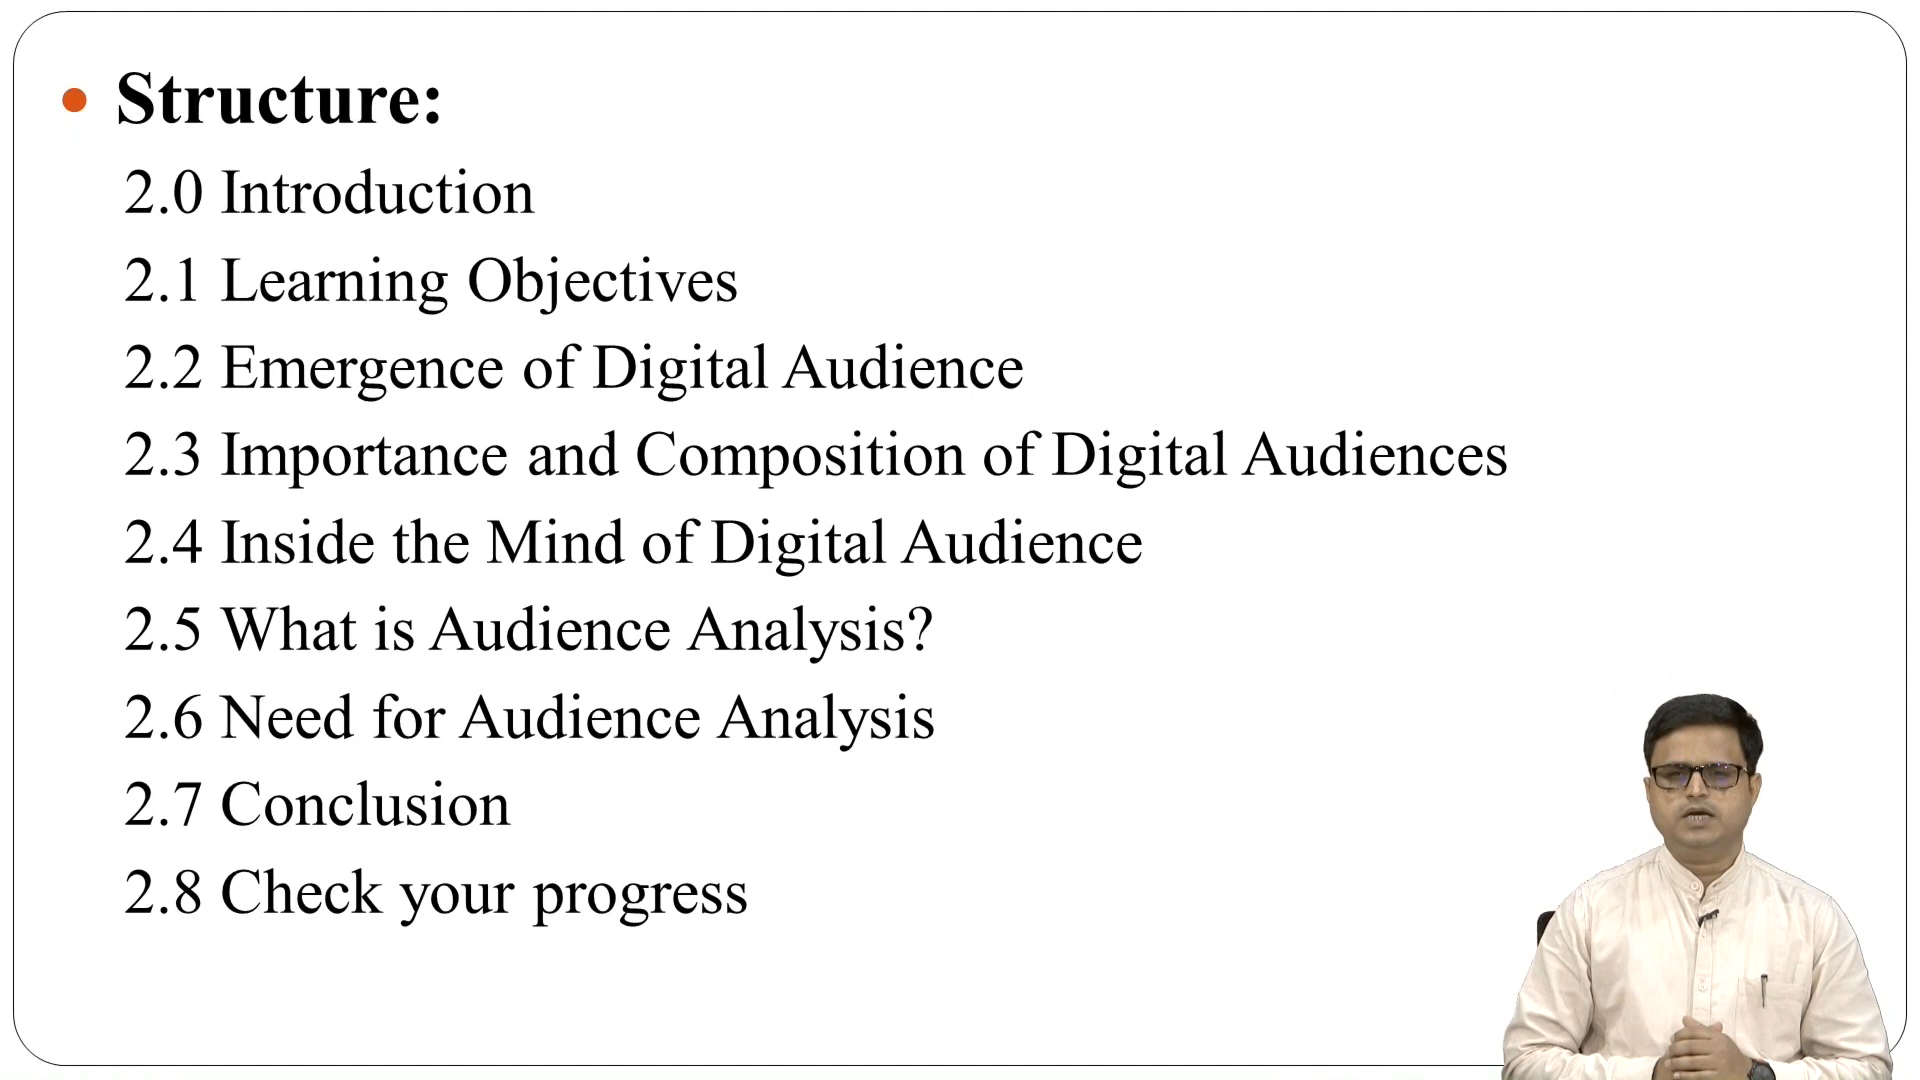 Structure:
2.0 Introduction
2.1 Learning Objectives
2.2 Emergence of Digital Audience
2.3 Importance and Composition of Digital Audiences
2.4 Inside the Mind of Digital Audience
2.5 What is Audience Analysis?
2.6 Need for Audience Analysis
2.7 Conclusion
2.8 Check your progress